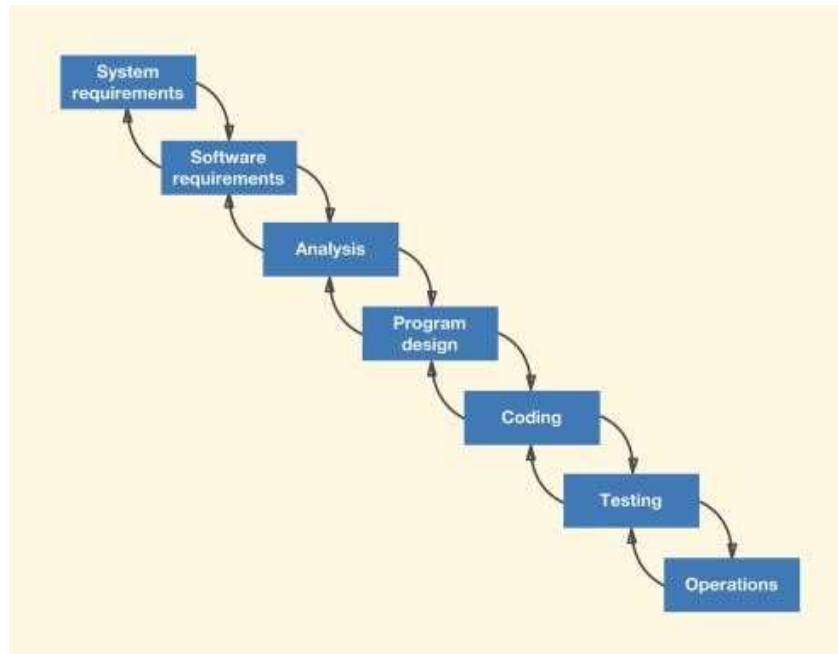 System
requirements
Software
requirements
Analysis
Program
design
Coding
Testing
Operations